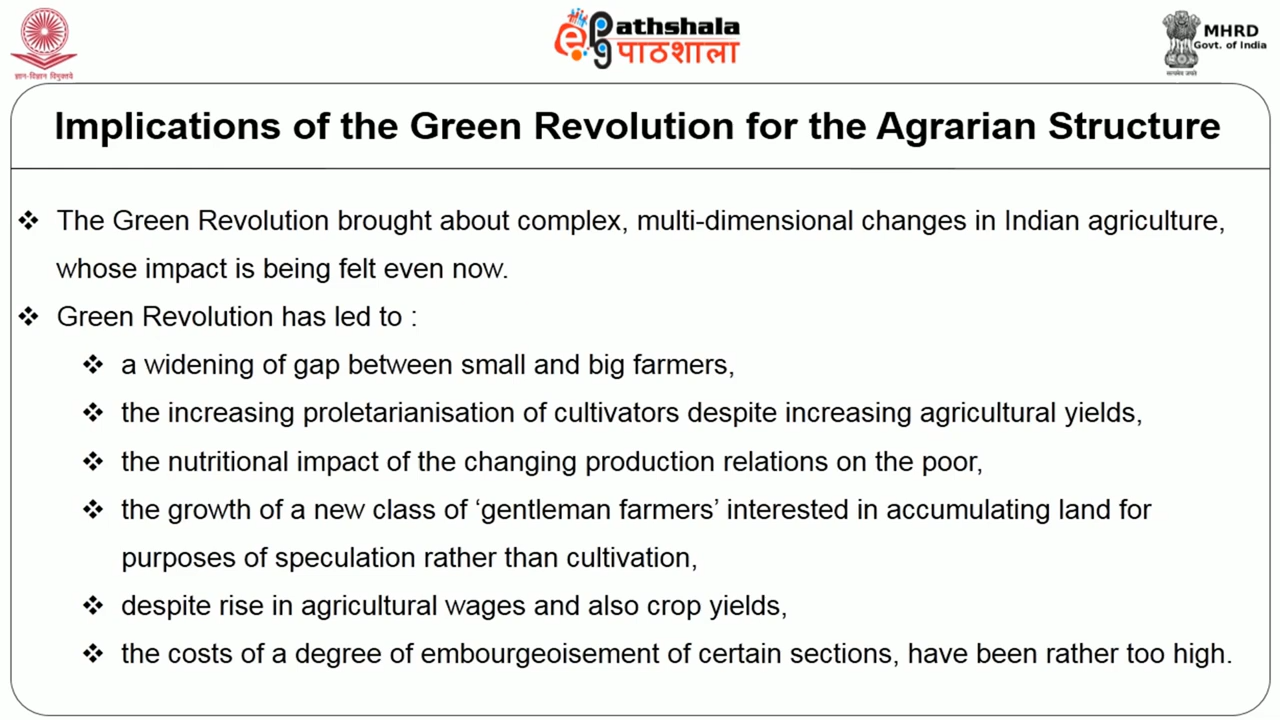 ज्ञान-विज्ञान विमुक्तये
ePathshala
पाठशाला
MHRD
Govt. of India
सत्यमेव जयते
Implications of the Green Revolution for the Agrarian Structure
❖ The Green Revolution brought about complex, multi-dimensional changes in Indian agriculture,
whose impact is being felt even now.
❖ Green Revolution has led to :
❖ a widening of gap between small and big farmers,
❖ the increasing proletarianisation of cultivators despite increasing agricultural yields,
❖ the nutritional impact of the changing production relations on the poor,
❖ the growth of a new class of ‘gentleman farmers’ interested in accumulating land for
purposes of speculation rather than cultivation,
❖ despite rise in agricultural wages and also crop yields,
❖ the costs of a degree of embourgeoisement of certain sections, have been rather too high.